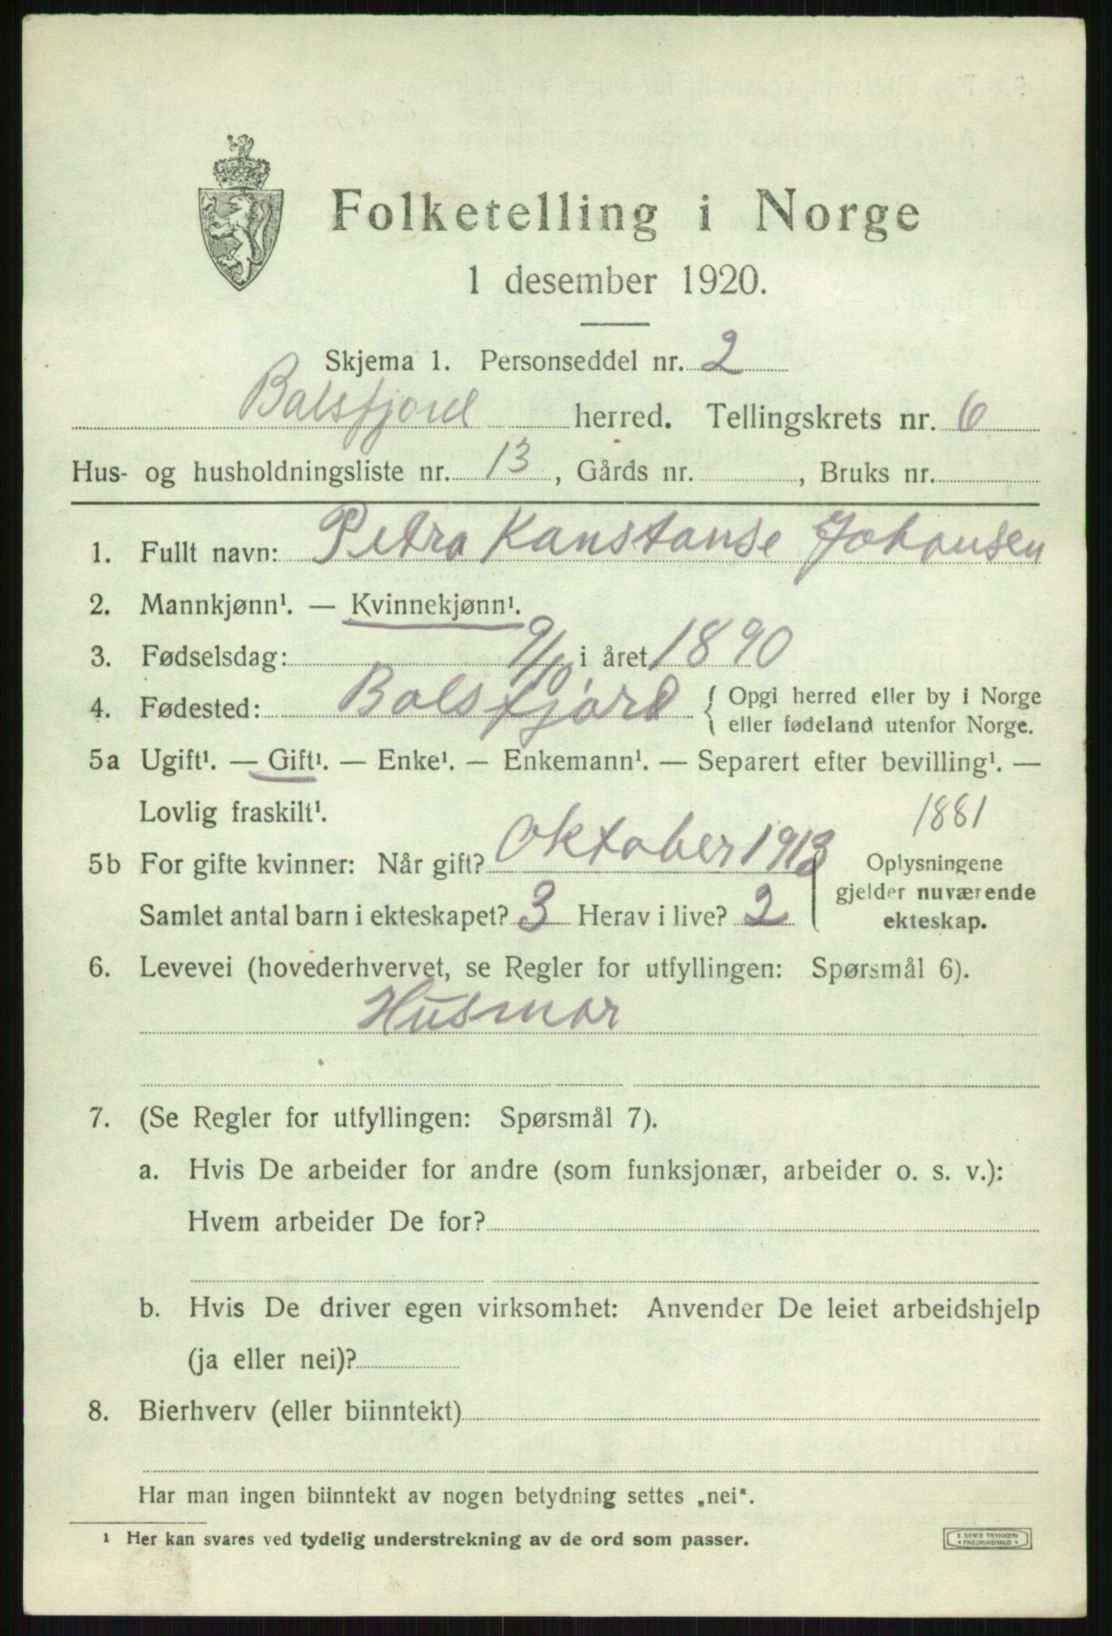 Folketelling i Norge
1 desember 1920.
Skjema 1. Personseddel nr. 2
Balsfjord herred. Tellingskrets nr. 6
Hus- og husholdningsliste nr. 13, Gårds nr. , Bruks nr.
1. Fullt navn: Petra Kanstanse Johansen
2. Mannkjønn¹. — Kvinnekjønn¹.
3. Fødselsdag: 9/10 i året 1890
4. Fødested: Balsfjord { Opgi herred eller by i Norge
eller fødeland utenfor Norge.
5a Ugift¹. — Gift¹. — Enke¹. — Enkemann¹. — Separert efter bevilling¹. —
Lovlig fraskilt¹.
1881
5b For gifte kvinner: Når gift? Oktober 1913
Samlet antal barn i ekteskapet? 3 Herav i live? 2
Oplysningene
gjelder nuværende
ekteskap.
6. Levevei (hovederhvervet, se Regler for utfyllingen: Spørsmål 6).
Husmor
7. (Se Regler for utfyllingen: Spørsmål 7).
a. Hvis De arbeider for andre (som funksjonær, arbeider o. s. v.):
Hvem arbeider De for?
b. Hvis De driver egen virksomhet: Anvender De leiet arbeidshjelp
(ja eller nei)?
8. Bierhverv (eller biinntekt)
Har man ingen biinntekt av nogen betydning settes „nei“.
¹ Her kan svares ved tydelig understrekning av de ord som passer.
E. SEM'S TRYKKERI
FREDRIKSHALD